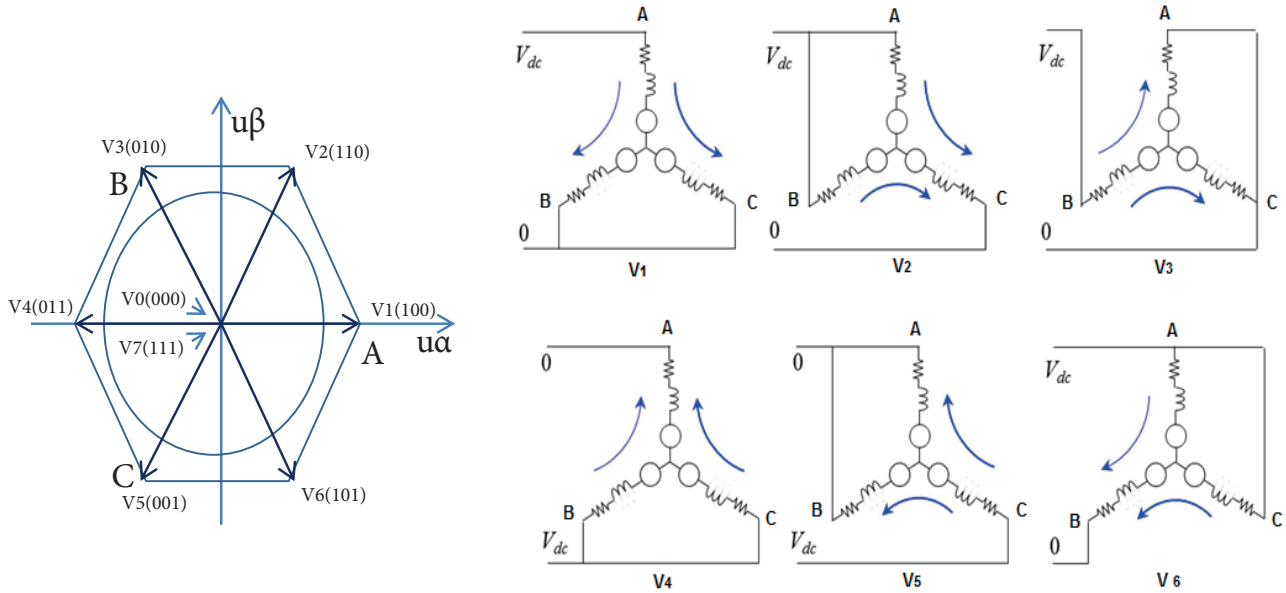 uβ
V3(010)
V2(110)
B
V0(000)
V4(011)
V1(100)
V7(111)
A
uα
C
V5(001)
V6(101)
A
Vdc
B
C
0
V1
A
Vdc
B
C
0
V2
A
Vdc
B
C
0
V3
A
0
B
C
Vdc
V4
A
0
B
C
Vdc
V5
A
Vdc
B
C
0
V 6